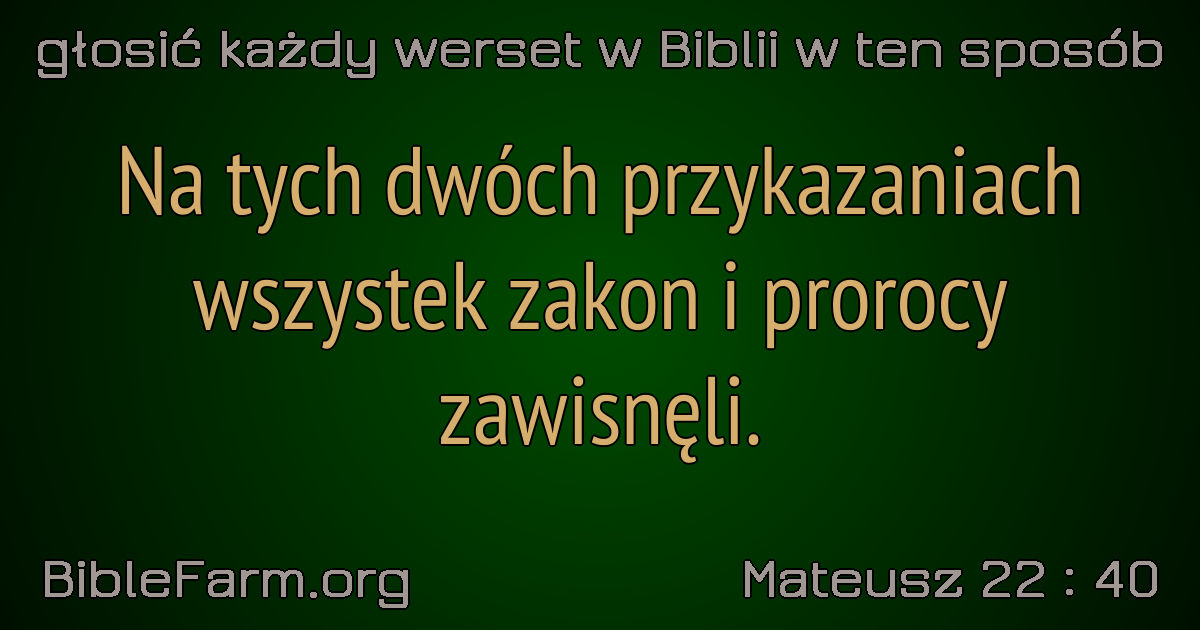 głosić każdy werset w Biblii w ten sposób
Na tych dwóch przykazaniach
wszystek zakon i prorocy
zawisnęli.
BibleFarm.org
Mateusz 22 : 40